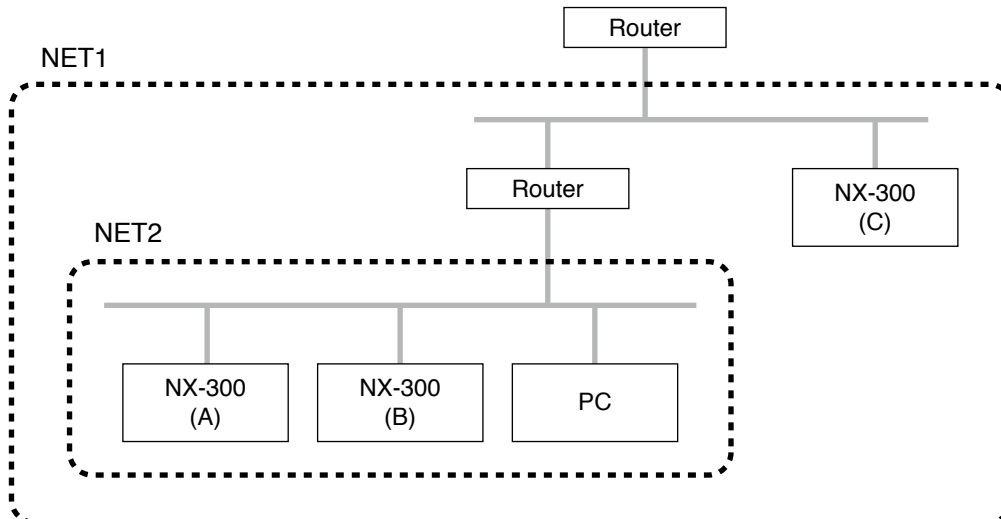 Router
NET1
Router
NX-300
(C)
NET2
NX-300
(A)
NX-300
(B)
PC